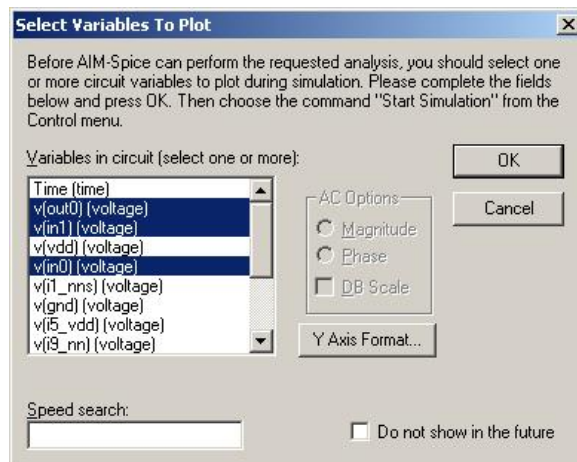 Select Variables To Plot
Before AIM-Spice can perform the requested analysis, you should select one
or more circuit variables to plot during simulation. Please complete the fields
below and press OK. Then choose the command "Start Simulation" from the
Control menu.
Variables in circuit (select one or more):
Time (time)
v(out0) (voltage)
v(in1) (voltage)
v(vdd) (voltage)
v(in0) (voltage)
v(i1_nns) (voltage)
v(gnd) (voltage)
v(i5_vdd) (voltage)
v(i9_nn) (voltage)
AC Options
Magnitude
Phase
DB Scale
Y Axis Format...
OK
Cancel
Speed search:
Do not show in the future